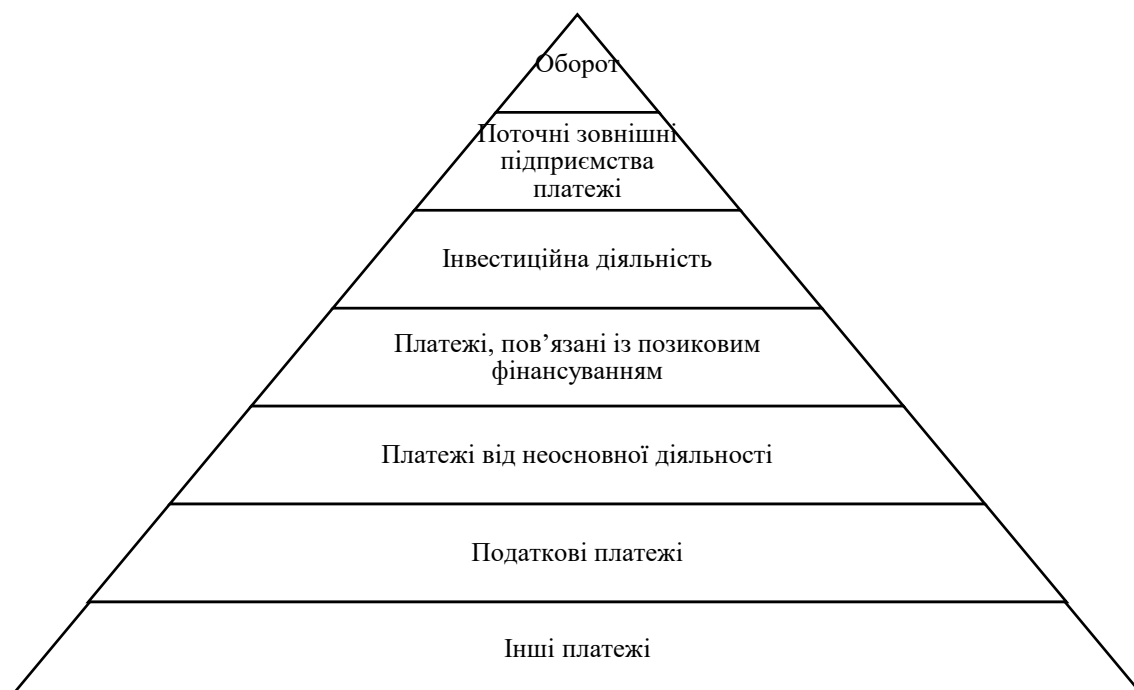 Оборот
Поточні зовнішні
підприємства
платежі
Інвестиційна діяльність
Платежі, пов’язані із позиковим
фінансуванням
Платежі від неосновної діяльності
Податкові платежі
Інші платежі